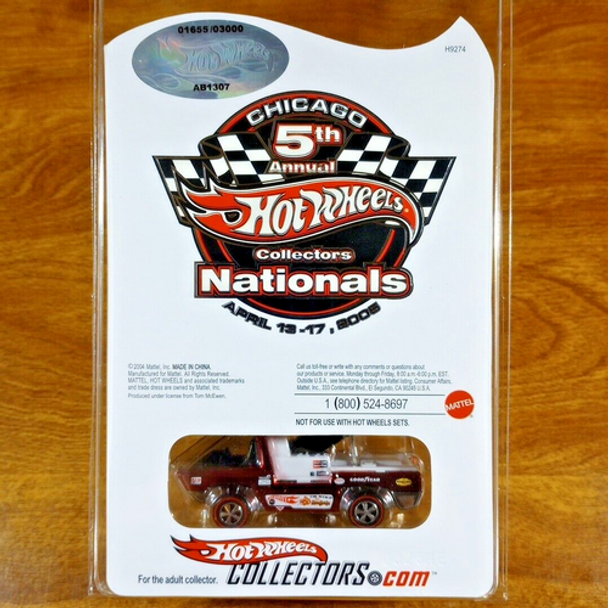 01655/03000
Hot Wheels
AB1307
H9274
CHICAGO
5th
Annual
Hot Wheels
Collectors
Nationals
APRIL 13-17, 2005
©2004 Mattel, Inc. MADE IN CHINA.
Manufactured for Mattel. All Rights Reserved.
MATTEL, HOT WHEELS and associated trademarks
and trade dress are owned by Mattel, Inc.
Produced under license from Tom McEwen.
Call us toll-free or write with any comments or questions about
our products or service. Monday through Friday, 8:00 a.m.-6:00 p.m. EST.
Outside U.S.A., see telephone directory for Mattel listing. Consumer Affairs,
Mattel, Inc., 333 Continental Blvd., El Segundo, CA 90245 U.S.A.
1 (800) 524-8697
MATTEL
NOT FOR USE WITH HOT WHEELS SETS.
GOODYEAR
Hot Wheels
COLLECTORS.COM™
For the adult collector.